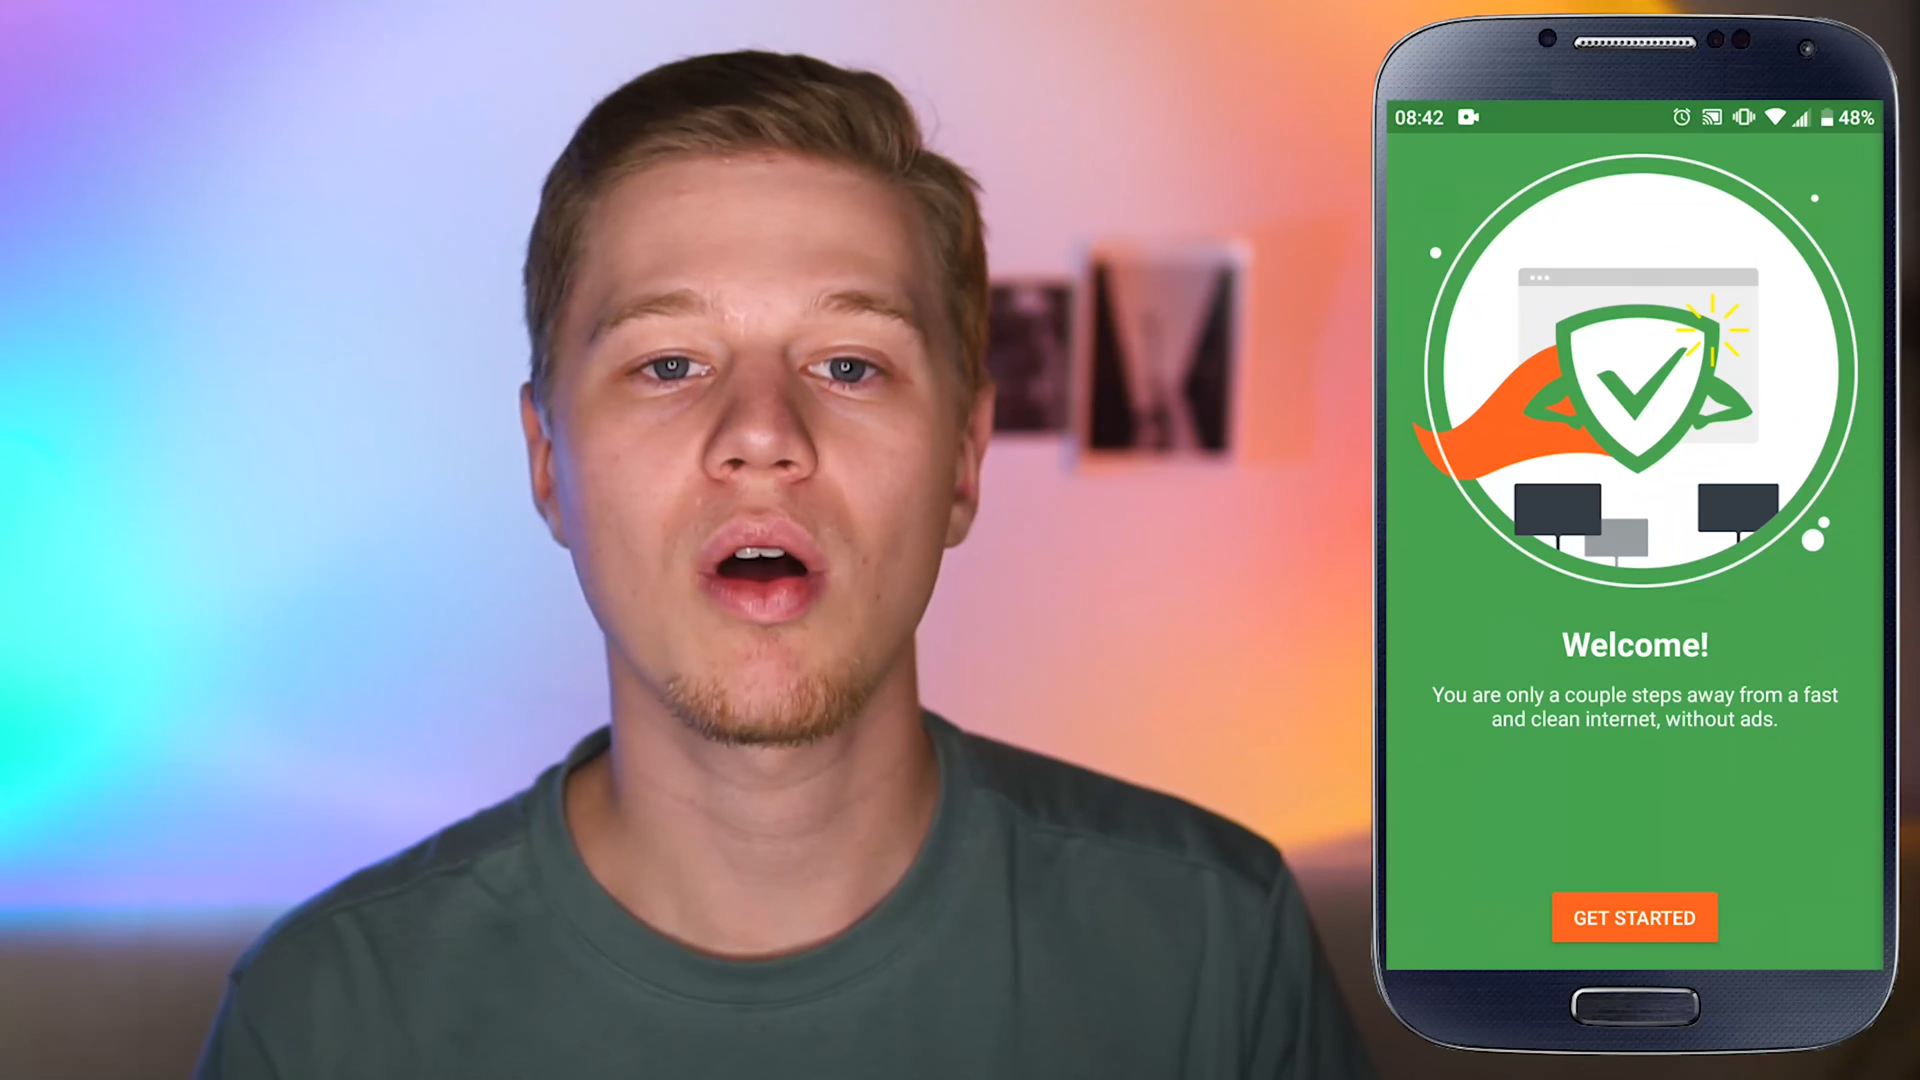 08:42
48%
Welcome!
You are only a couple steps away from a fast
and clean internet, without ads.
GET STARTED